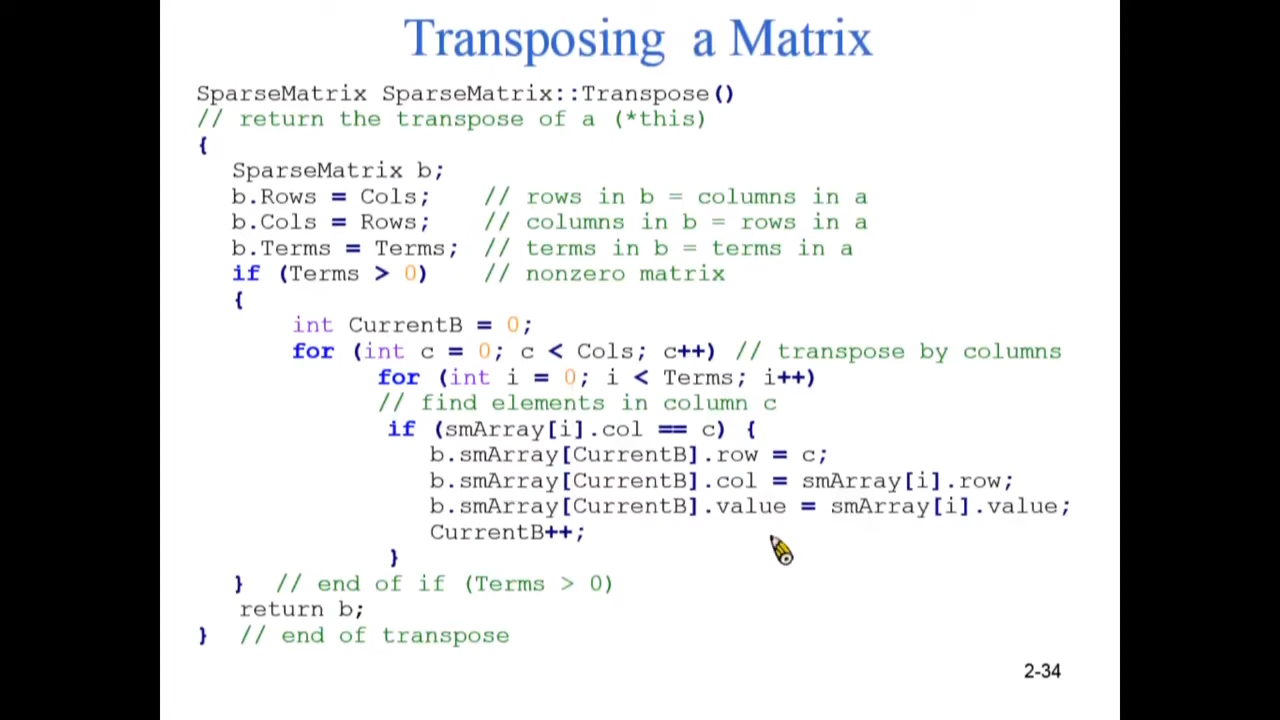 Transposing a Matrix
SparseMatrix SparseMatrix::Transpose()
// return the transpose of a (*this)
{
SparseMatrix b;
b.Rows = Cols; // rows in b = columns in a
b.Cols = Rows; // columns in b = rows in a
b.Terms = Terms; // terms in b = terms in a
if (Terms > 0) // nonzero matrix
{
int CurrentB = 0;
for (int c = 0; c < Cols; c++) // transpose by columns
for (int i = 0; i < Terms; i++)
// find elements in column c
if (smArray[i].col == c) {
b.smArray[CurrentB].row = c;
b.smArray[CurrentB].col = smArray[i].row;
b.smArray[CurrentB].value = smArray[i].value;
CurrentB++;
}
} // end of if (Terms > 0)
return b;
} // end of transpose
2-34